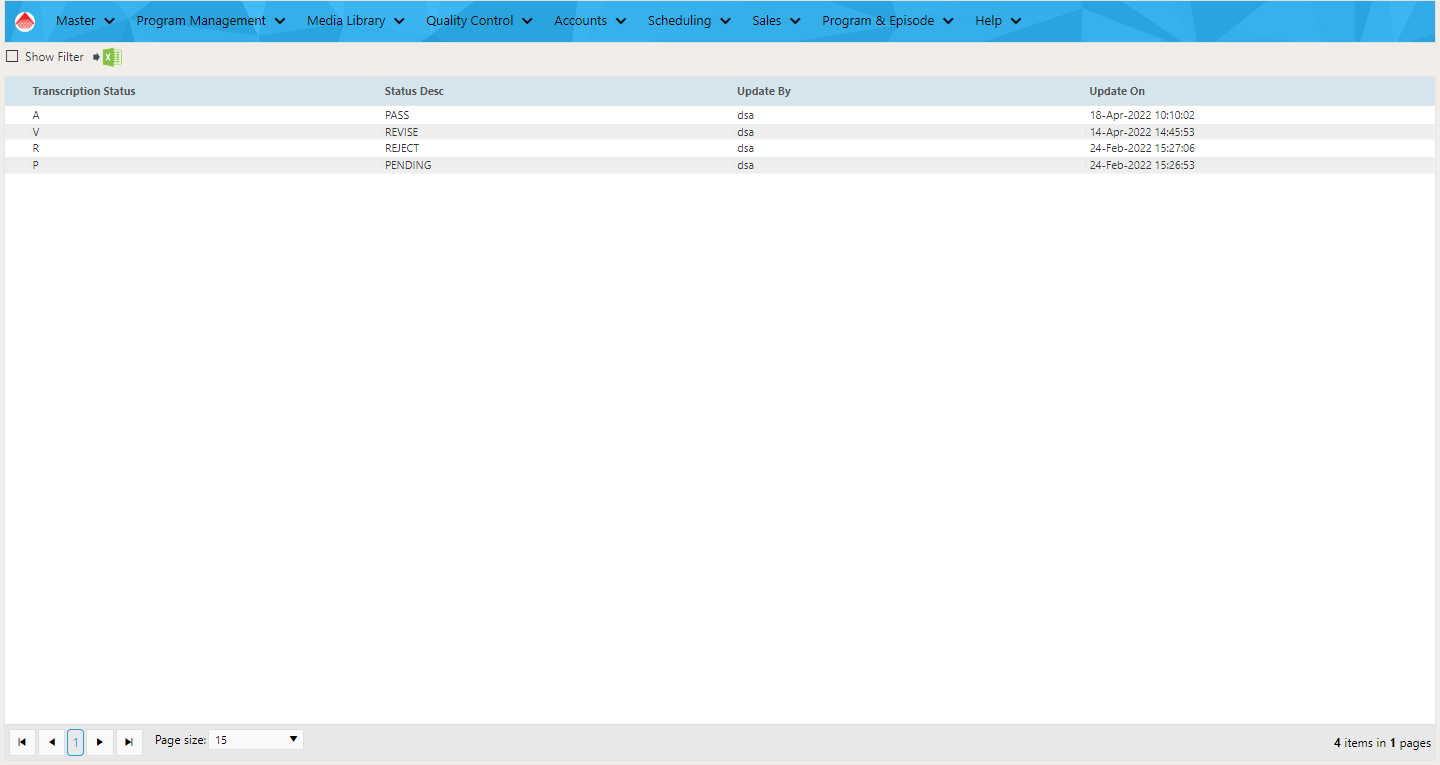 Master Program Management Media Library Quality Control Accounts Scheduling Sales Program & Episode Help
Show Filter
Transcription Status Status Desc Update By Update On
A PASS dsa 18-Apr-2022 10:10:02
V REVISE dsa 14-Apr-2022 14:45:53
R REJECT dsa 24-Feb-2022 15:27:06
P PENDING dsa 24-Feb-2022 15:26:53
1 Page size: 15 4 items in 1 pages